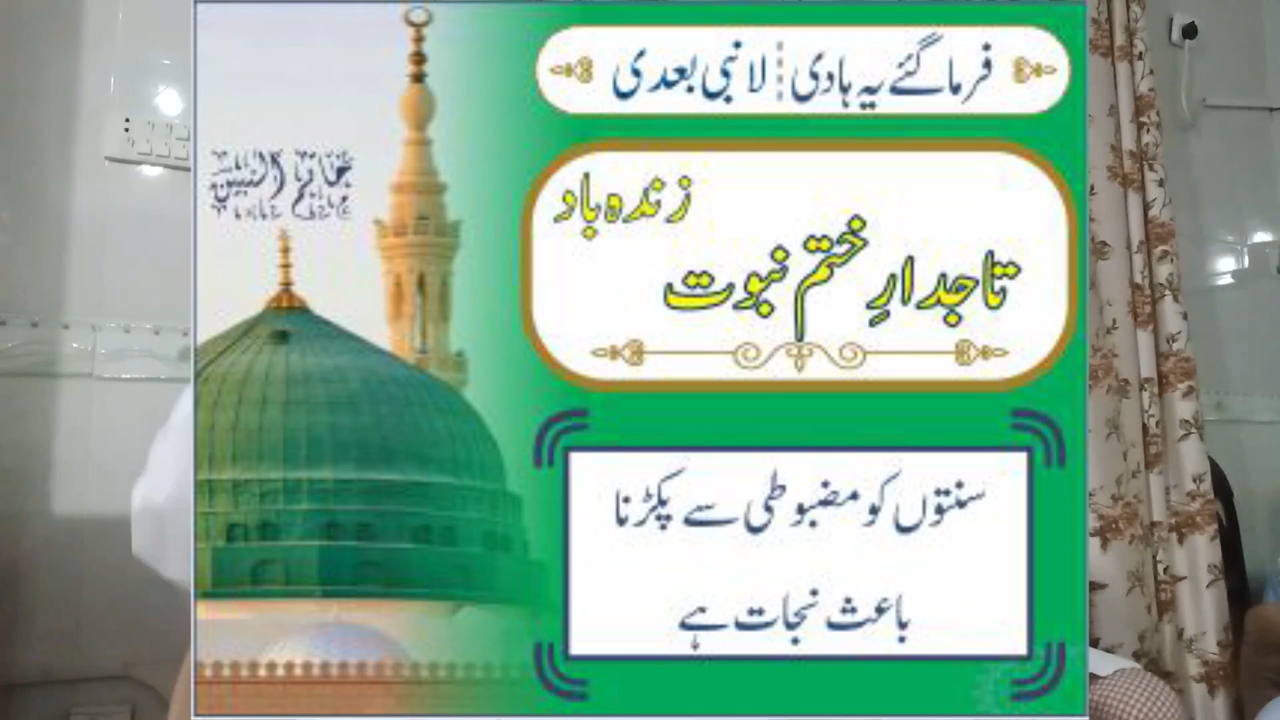 فرما گئے یہ ہادی لا نبی بعدی
خاتم النبیین
زندہ باد
تاجدارِ ختم نبوت
سنتوں کو مضبوطی سے پکڑنا
باعث نجات ہے